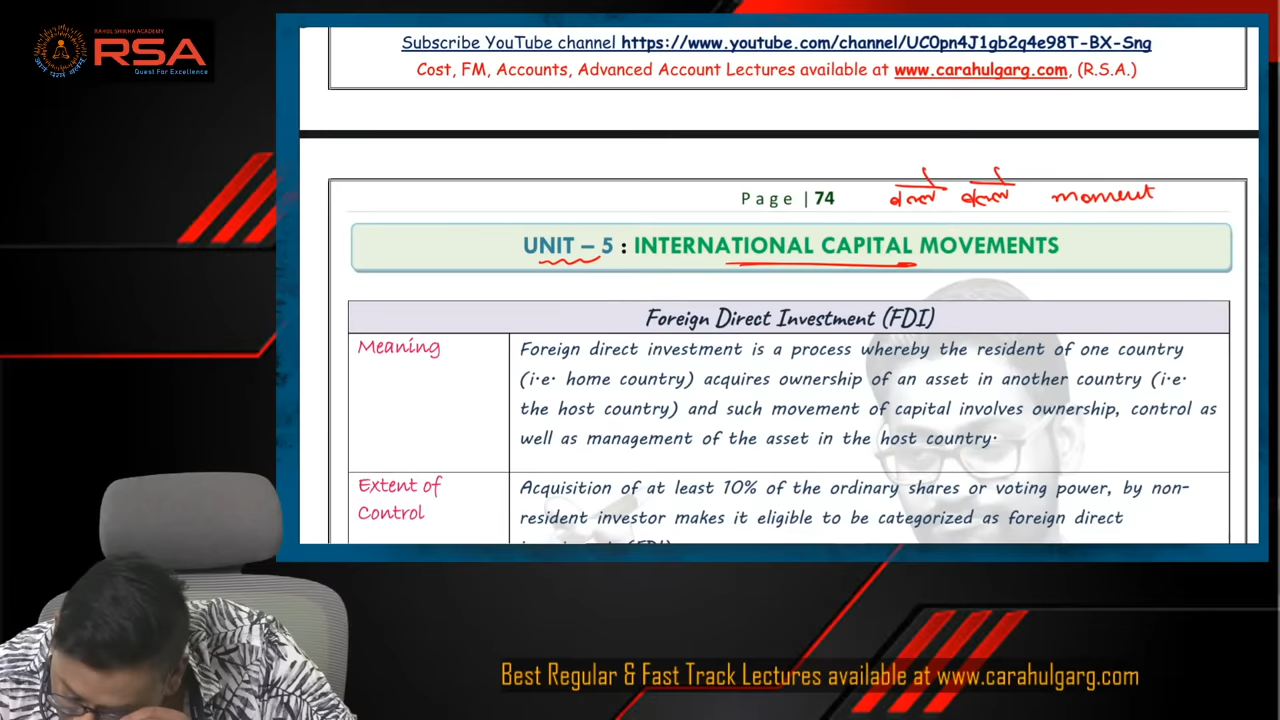 RAHUL SHIKHA ACADEMY
RSA
Quest For Excellence
Subscribe YouTube channel https://www.youtube.com/channel/UC0pn4J1gb2q4e98T-BX-Sng
Cost, FM, Accounts, Advanced Account Lectures available at www.carahulgarg.com, (R.S.A.)
Page | 74
moment
UNIT – 5 : INTERNATIONAL CAPITAL MOVEMENTS
Foreign Direct Investment (FDI)
Meaning
Foreign direct investment is a process whereby the resident of one country
(i.e. home country) acquires ownership of an asset in another country (i.e.
the host country) and such movement of capital involves ownership, control as
well as management of the asset in the host country.
Extent of
Control
Acquisition of at least 10% of the ordinary shares or voting power, by non-
resident investor makes it eligible to be categorized as foreign direct
Best Regular & Fast Track Lectures available at www.carahulgarg.com